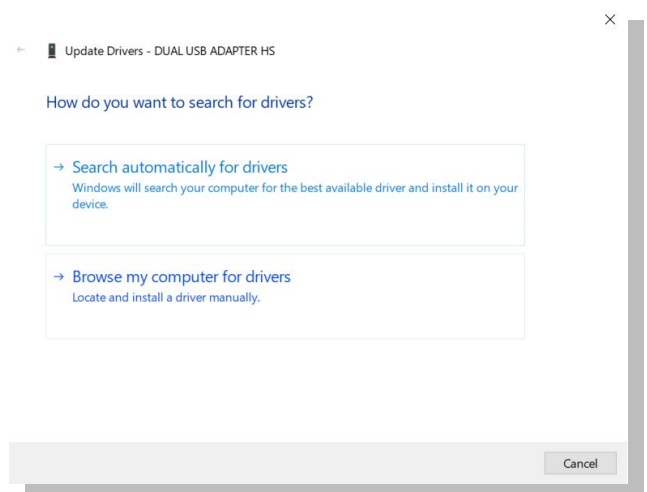 Update Drivers - DUAL USB ADAPTER HS
How do you want to search for drivers?
Search automatically for drivers
Windows will search your computer for the best available driver and install it on your
device.
Browse my computer for drivers
Locate and install a driver manually.
Cancel